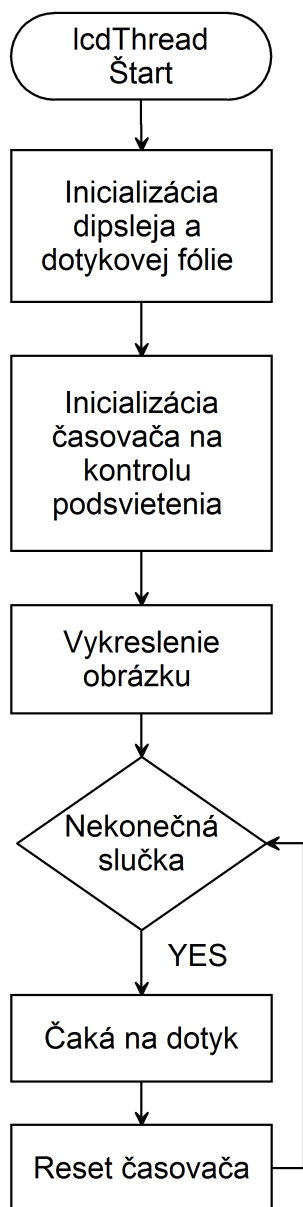 lcdThread
Štart
Inicializácia
dipsleja a
dotykovej fólie
Inicializácia
časovača na
kontrolu
podsvietenia
Vykreslenie
obrázku
Nekonečná
slučka
YES
Čaká na dotyk
Reset časovača